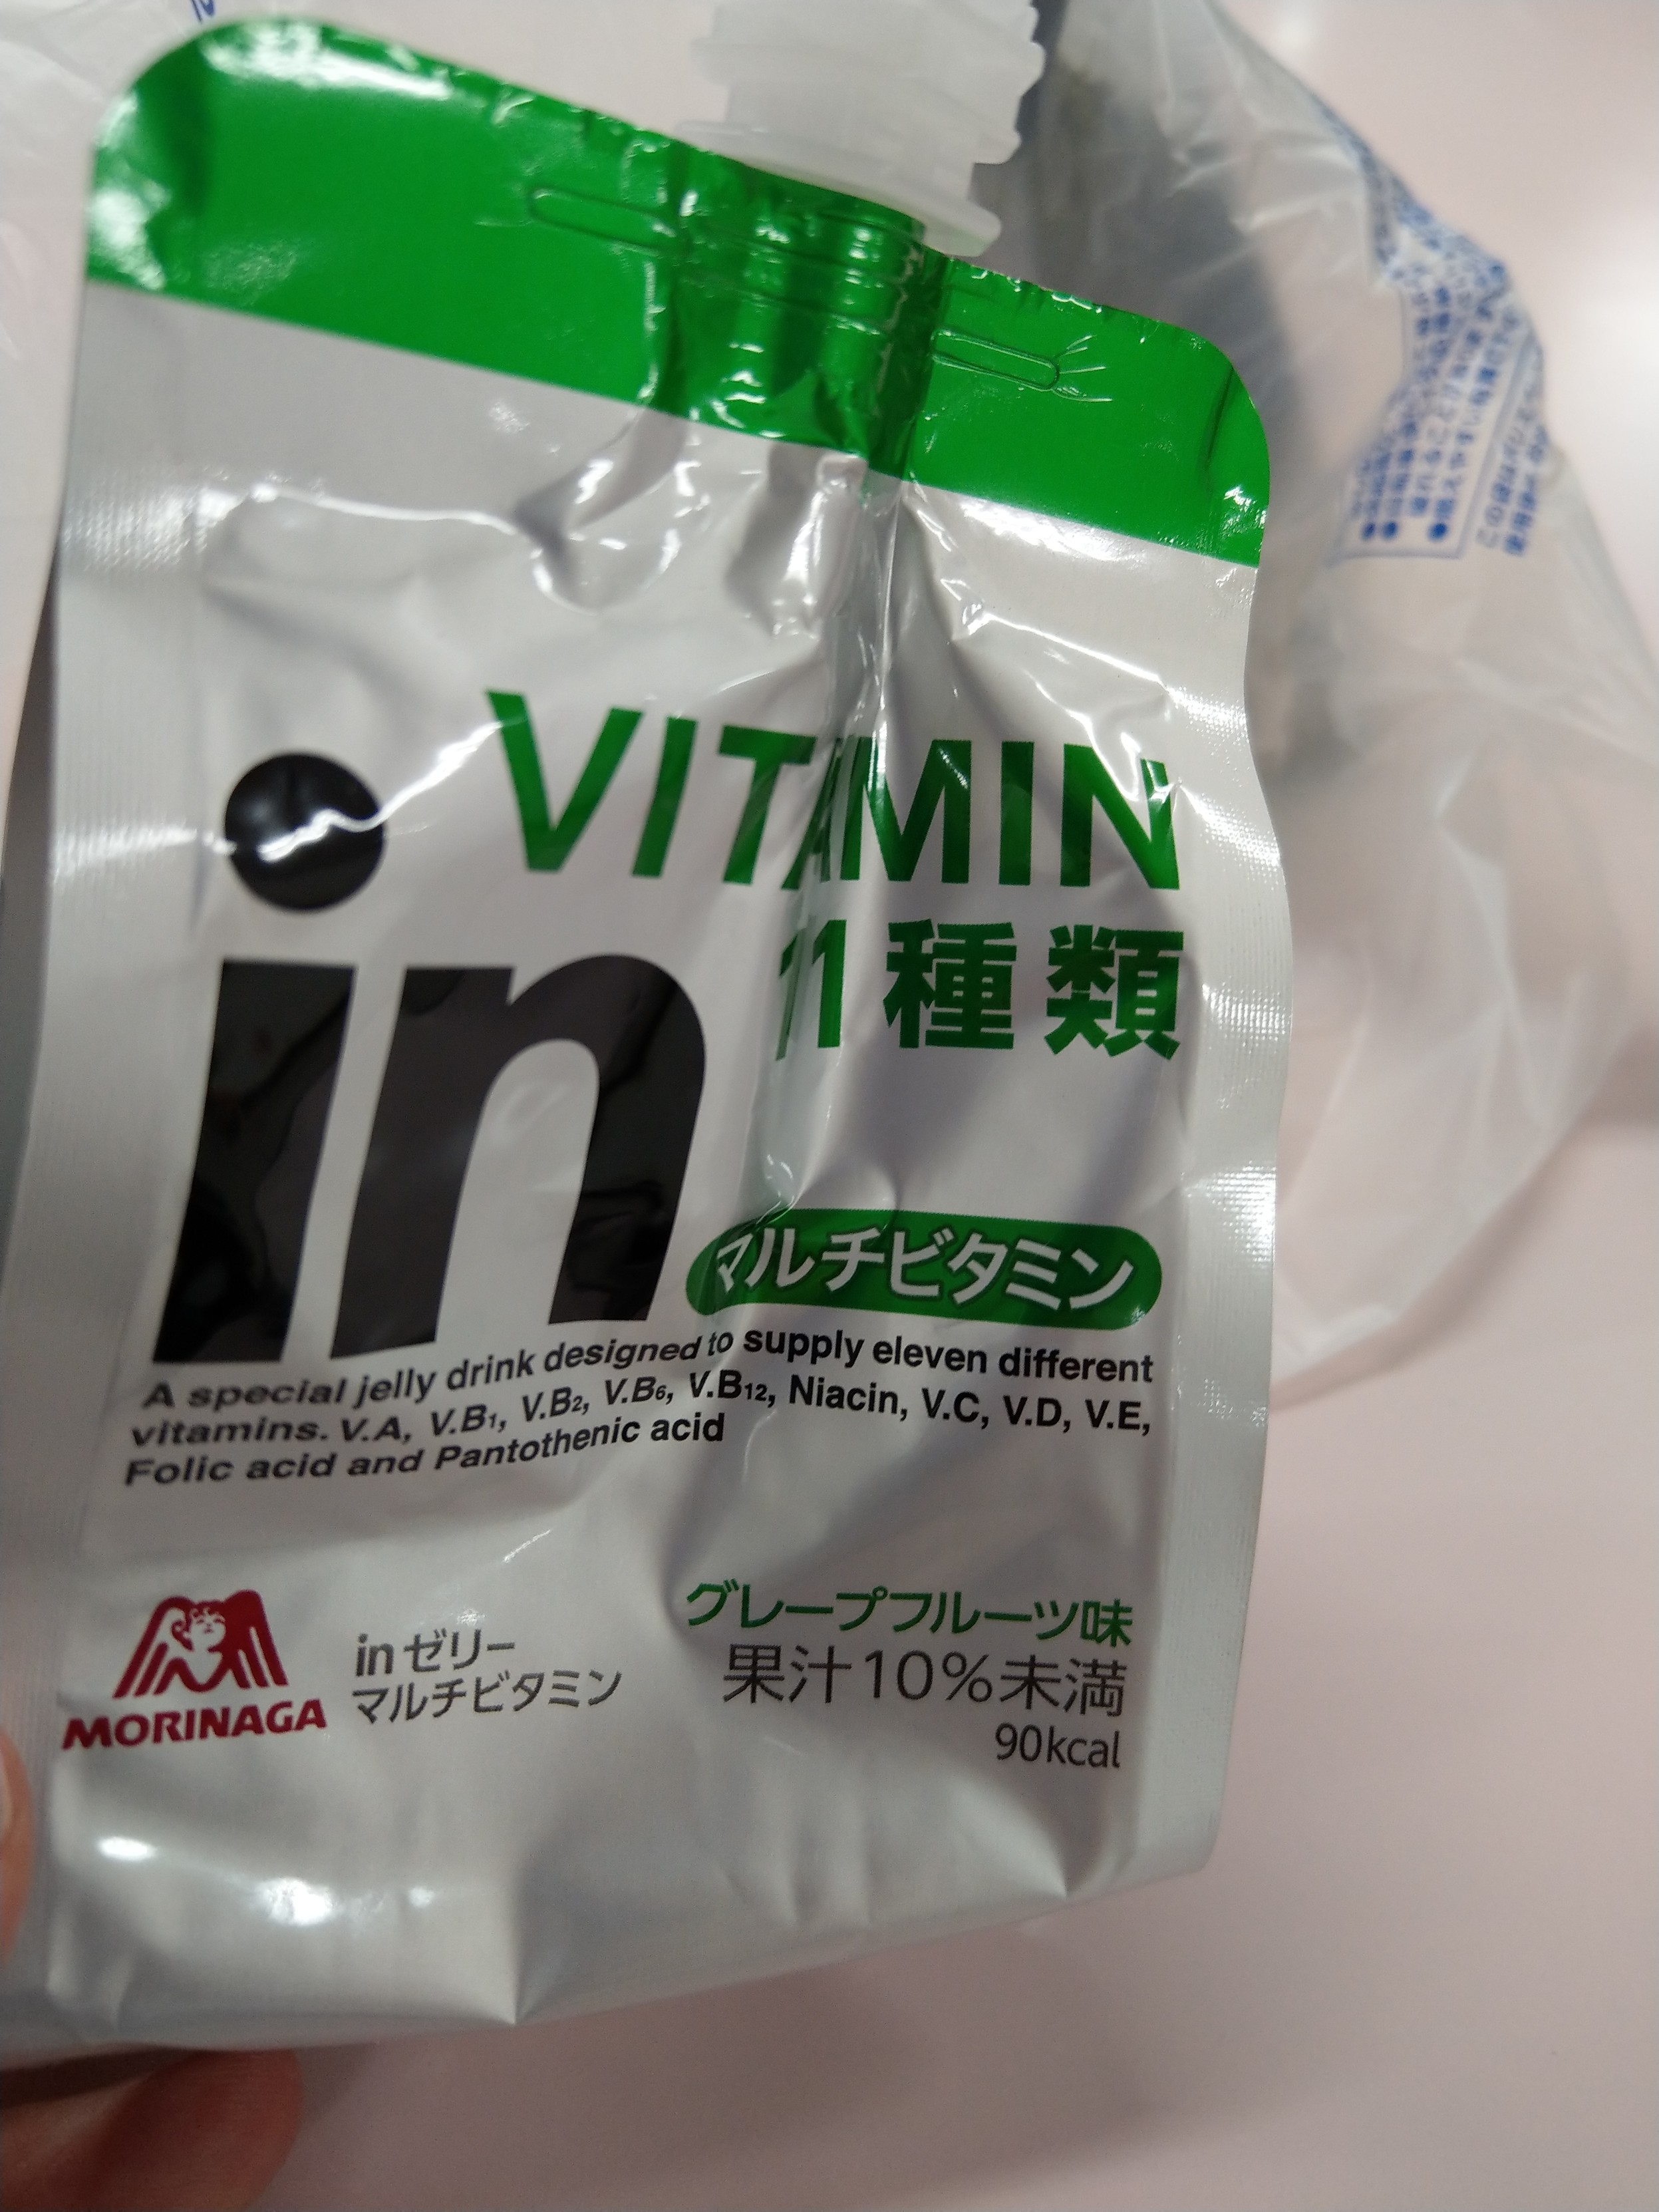 VITAMIN
11種類
in
マルチビタミン
A special jelly drink designed to supply eleven different
vitamins. V.A, V.B1, V.B2, V.B6, V.B12, Niacin, V.C, V.D, V.E,
Folic acid and Pantothenic acid
MORINAGA
inゼリー
マルチビタミン
グレープフルーツ味
果汁10%未満
90kcal